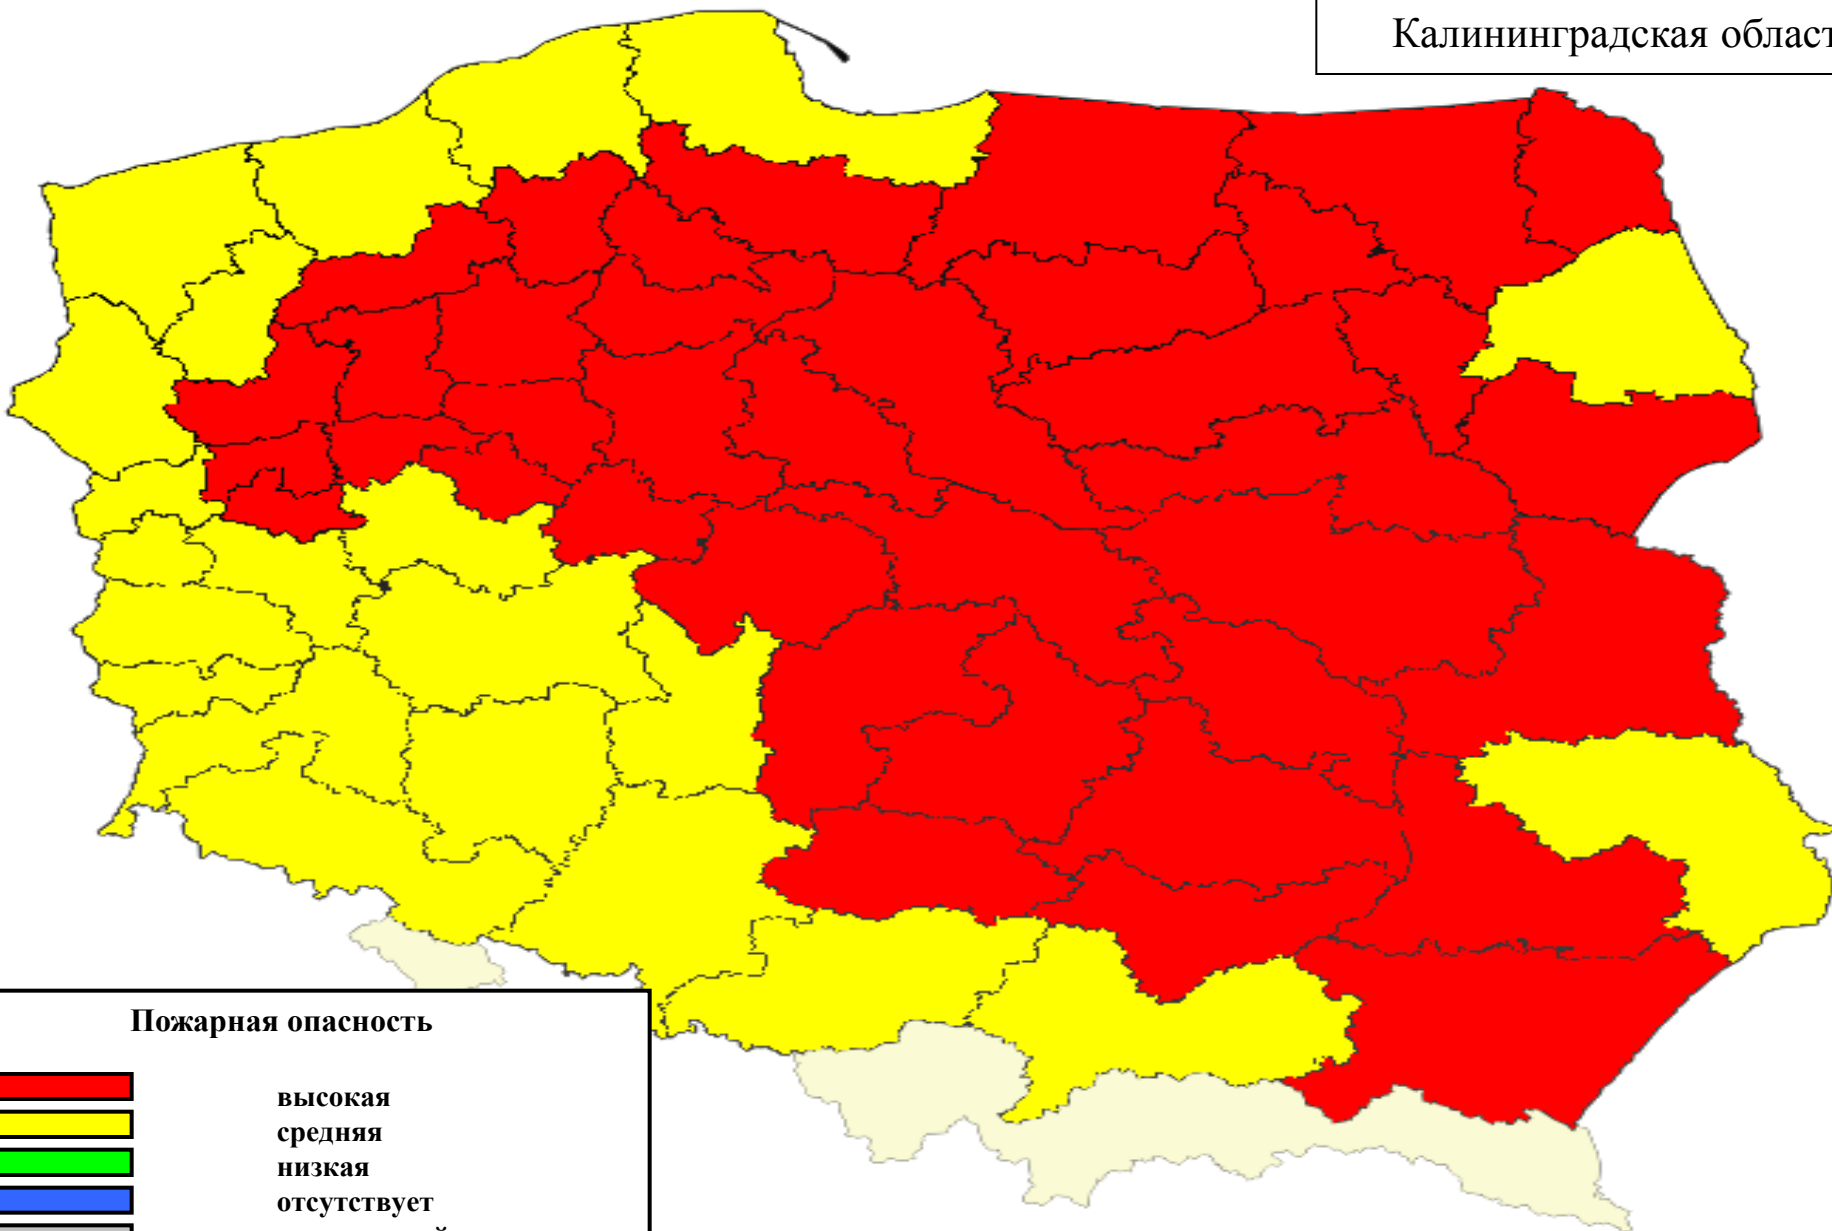 Калининградская област
Пожарная опасность
высокая
средняя
низкая
отсутствует